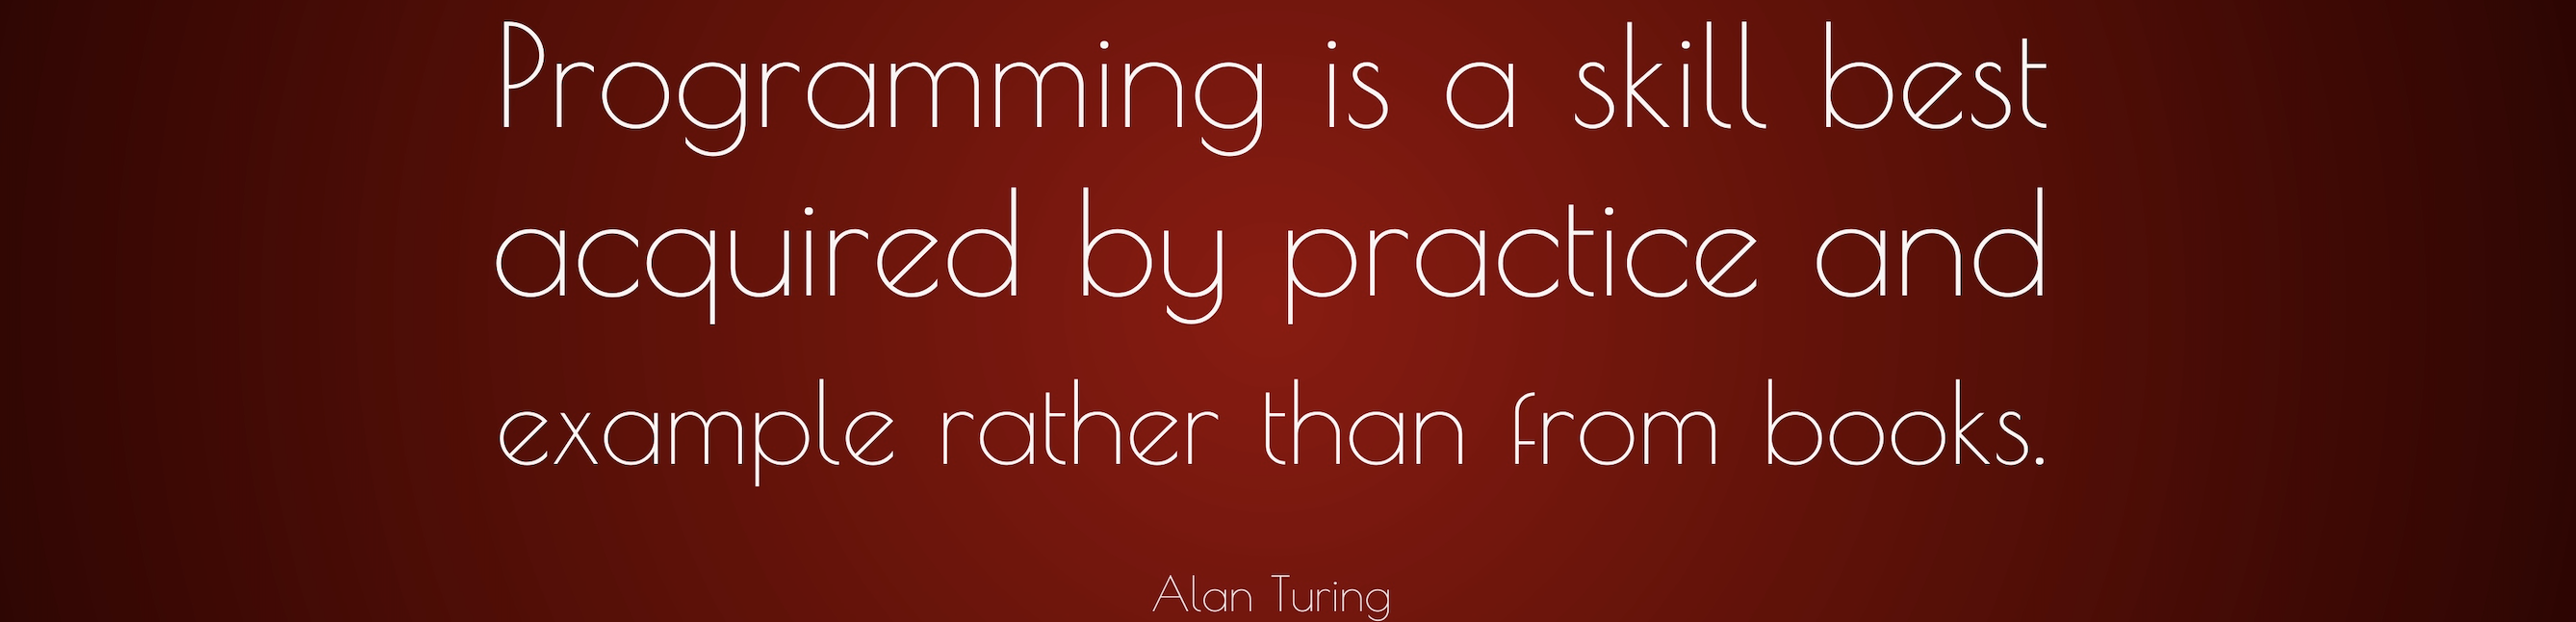 Programming is a skill best
acquired by practice and
example rather than from books.
Alan Turing